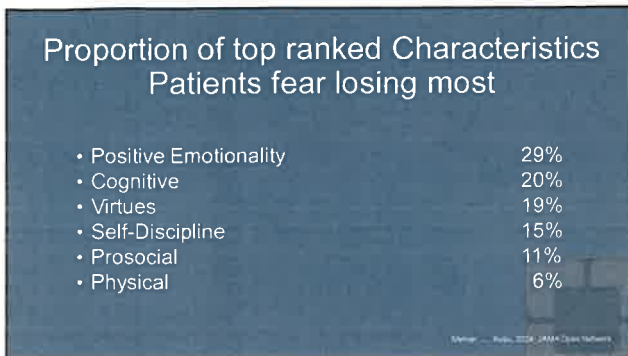 Proportion of top ranked Characteristics
Patients fear losing most
• Positive Emotionality 29%
• Cognitive 20%
• Virtues 19%
• Self-Discipline 15%
• Prosocial 11%
• Physical 6%
JAMA Open Network